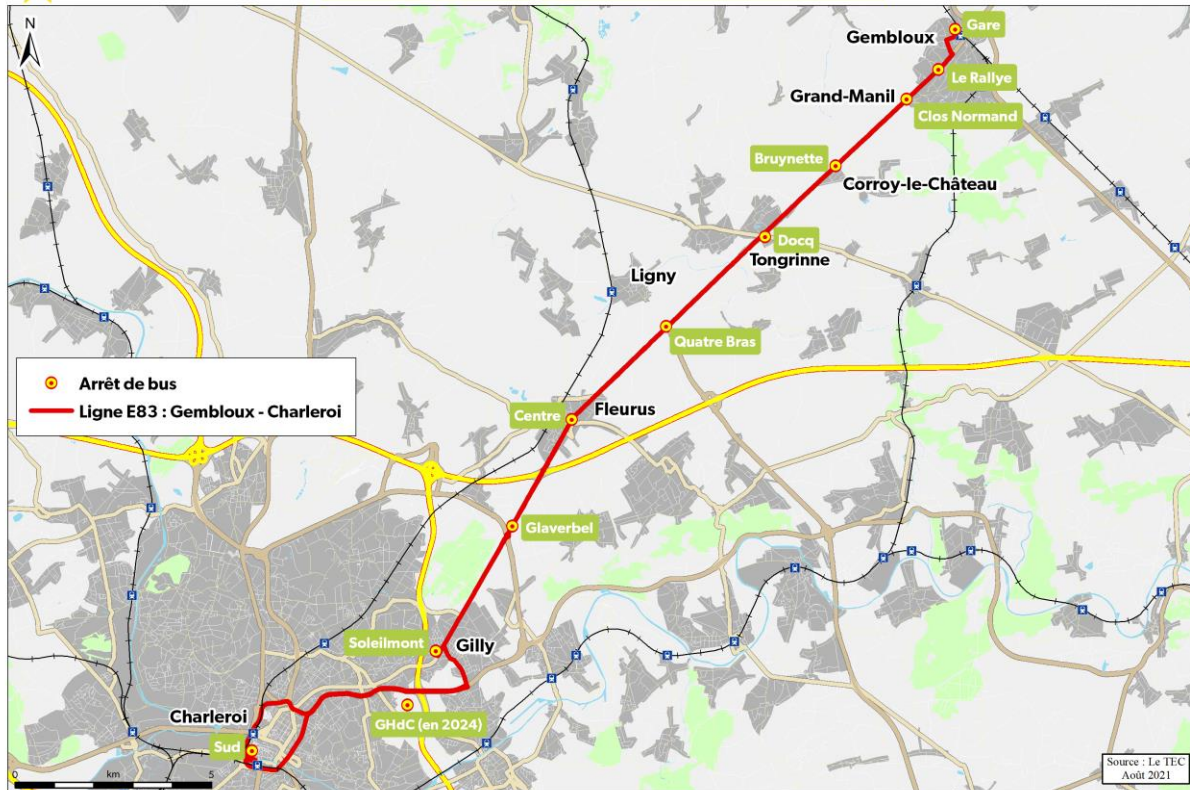 N
Gare
Gembloux
Le Rallye
Grand-Manil
Clos Normand
Bruynette
Corroy-le-Château
Docq
Tongrinne
Ligny
Quatre Bras
Arrêt de bus
Ligne E83 : Gembloux - Charleroi
Centre
Fleurus
Glaverbel
Soleilmont
Gilly
GHdC (en 2024)
Charleroi
Sud
0 km 5
Source : Le TEC
Août 2021